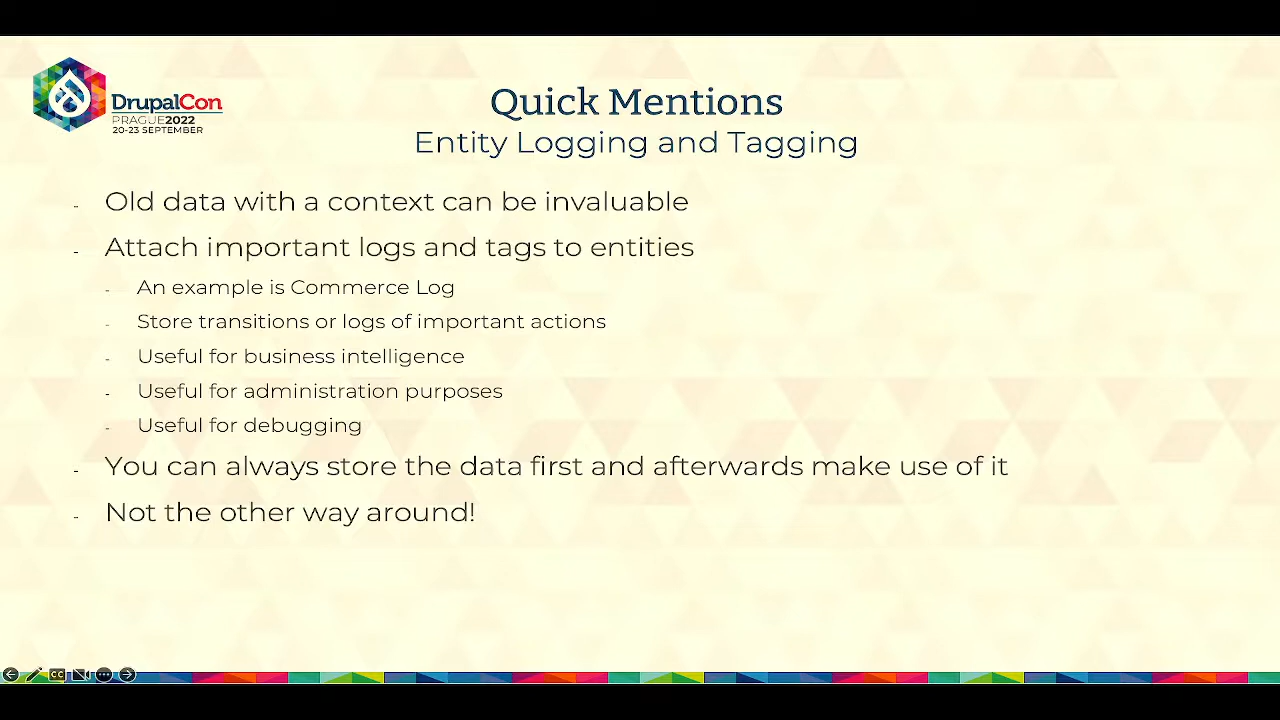 DrupalCon
PRAGUE2022
20-23 SEPTEMBER
Quick Mentions
Entity Logging and Tagging
- Old data with a context can be invaluable
- Attach important logs and tags to entities
- An example is Commerce Log
- Store transitions or logs of important actions
- Useful for business intelligence
- Useful for administration purposes
- Useful for debugging
- You can always store the data first and afterwards make use of it
- Not the other way around!
CC